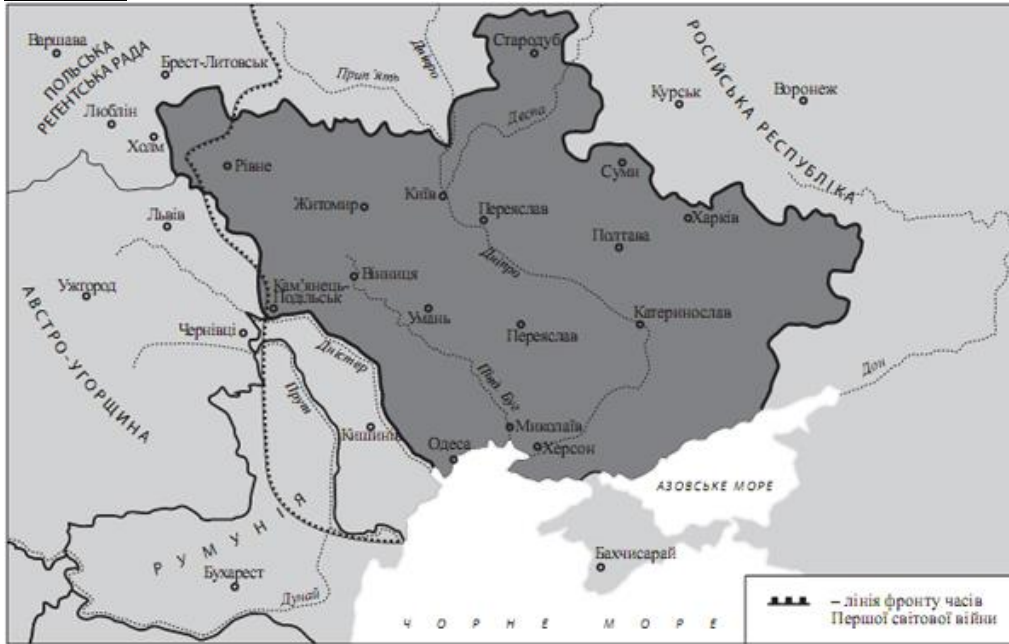 Варшава
ПОЛЬСЬКА
РЕГЕНТСЬКА РАДА
Брест-Литовськ
Люблін
Холм
Прип'ять
Дніпро
Стародуб
Десна
РОСІЙСЬКА РЕСПУБЛІКА
Курськ
Воронеж
Рівне
Київ
Суми
Житомир
Переяслав
Харків
Львів
Полтава
Дніпро
Ужгород
Вінниця
Кам'янець-
Подільськ
Умань
Переяслав
Катеринослав
Чернівці
АВСТРО-УГОРЩИНА
Дністер
Прут
Півд. Буг
Дон
Кишинів
Миколаїв
Одеса
Херсон
АЗОВСЬКЕ МОРЕ
РУМУНІЯ
Бухарест
Дунай
Бахчисарай
ЧОРНЕ МОРЕ
– лінія фронту часів
Першої світової війни